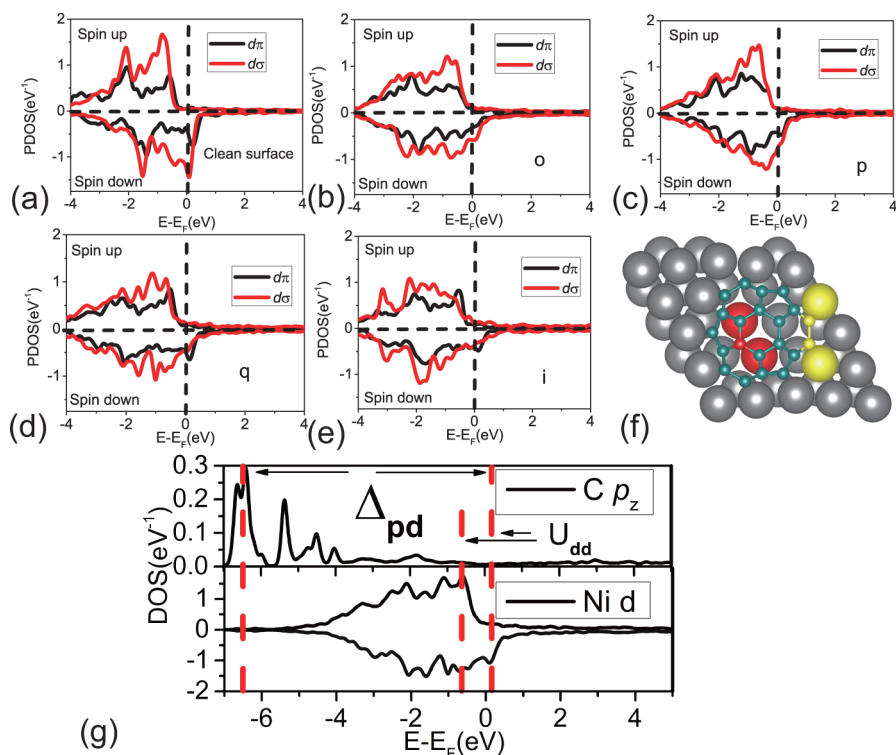 Spin up
dπ
dσ
PDOS(eV⁻¹)
2
1
0
-1
Clean surface
Spin down
-4 -2 0 2 4
E-E_F(eV)
(a)
Spin up
dπ
dσ
PDOS(eV⁻¹)
2
1
0
-1
o
Spin down
-4 -2 0 2 4
E-E_F(eV)
(b)
Spin up
dπ
dσ
PDOS(eV⁻¹)
2
1
0
-1
p
Spin down
-4 -2 0 2 4
E-E_F(eV)
(c)
Spin up
dπ
dσ
PDOS(eV⁻¹)
2
1
0
-1
q
Spin down
-4 -2 0 2 4
E-E_F(eV)
(d)
Spin up
dπ
dσ
PDOS(eV⁻¹)
2
1
0
-1
i
Spin down
-4 -2 0 2 4
E-E_F(eV)
(e)
(f)
0.3
0.2
0.1
0.0
C p_z
Δ_pd
U_dd
DOS(eV⁻¹)
Ni d
1
0
-1
-2
-6 -4 -2 0 2 4
E-E_F(eV)
(g)